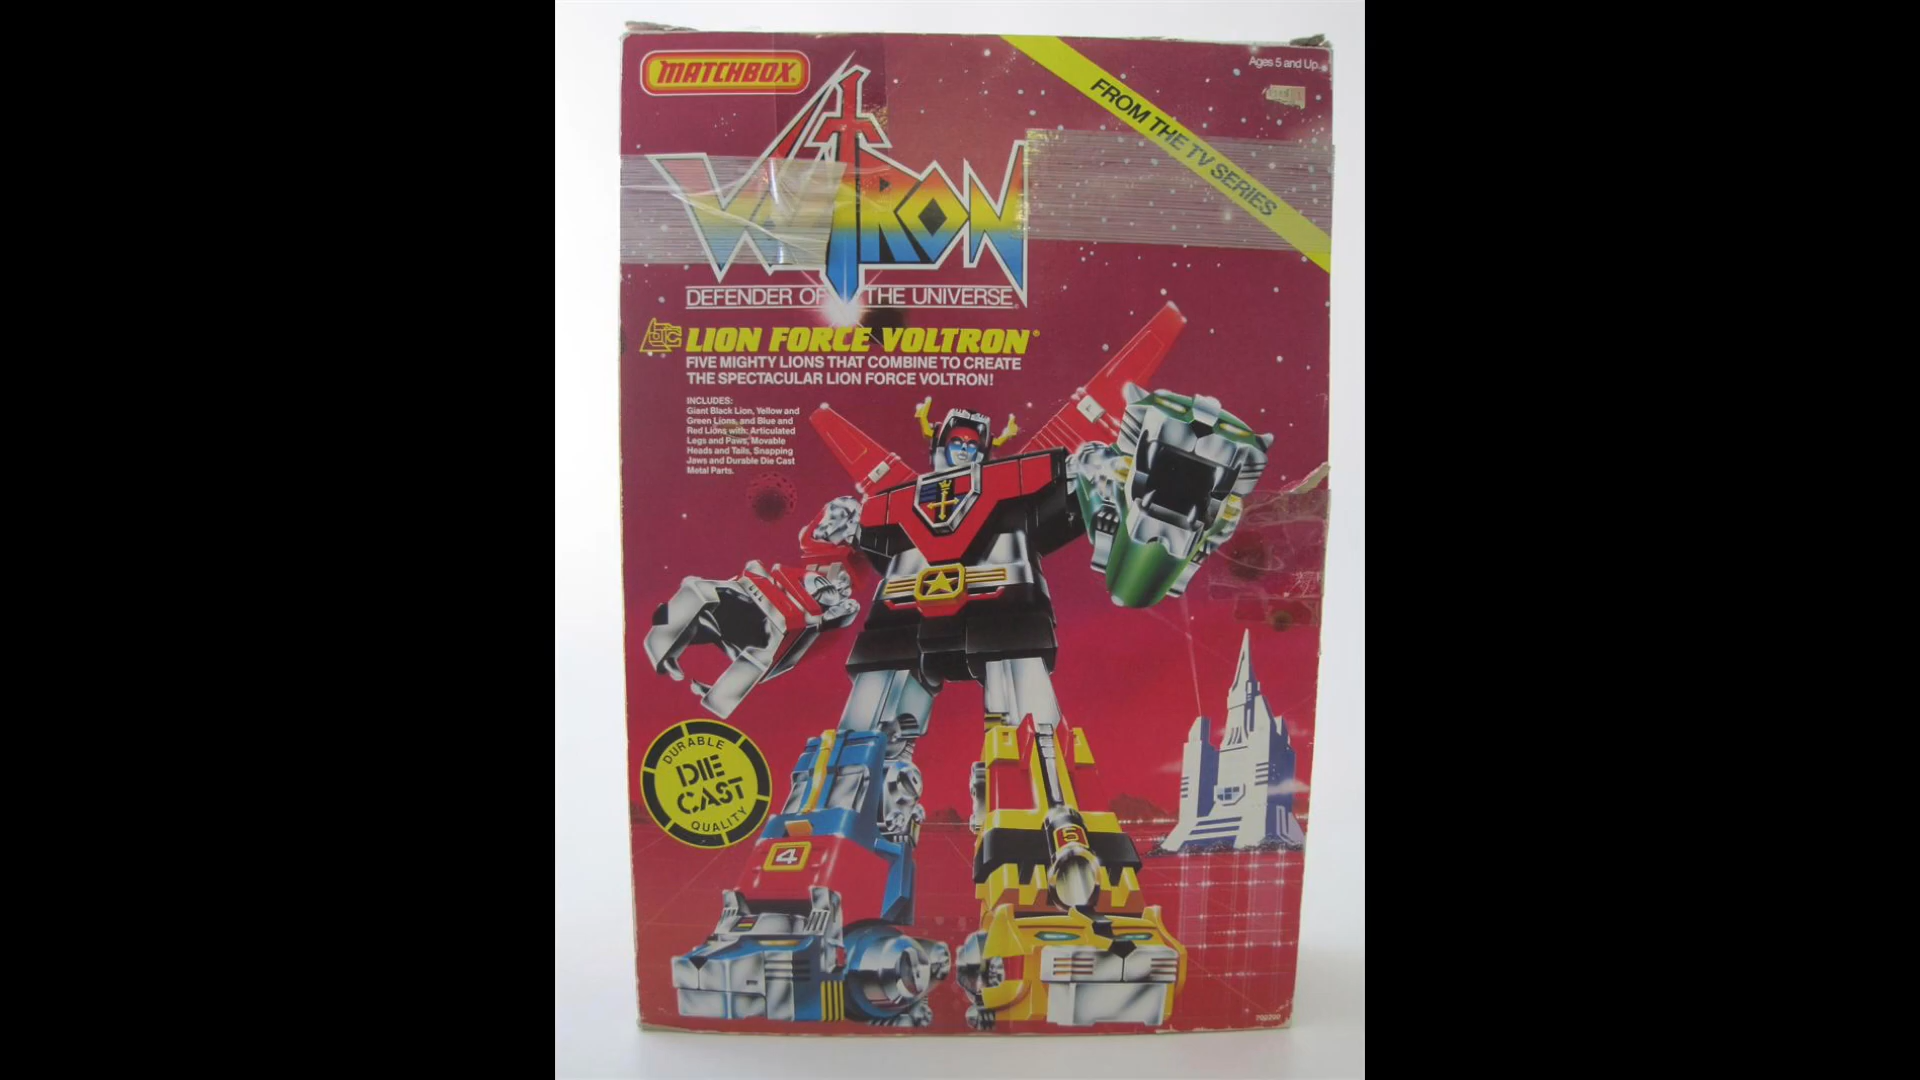 MATCHBOX®
Ages 5 and Up
FROM THE TV SERIES
VOLTRON
DEFENDER OF THE UNIVERSE®
LION FORCE VOLTRON®
FIVE MIGHTY LIONS THAT COMBINE TO CREATE
THE SPECTACULAR LION FORCE VOLTRON!
INCLUDES:
Giant Black Lion, Yellow and
Green Lions, and Blue and
Red Lions with: Articulated
Legs and Paws, Movable
Heads and Tails, Snapping
Jaws and Durable Die Cast
Metal Parts.
DURABLE
DIE
CAST
QUALITY
4
5